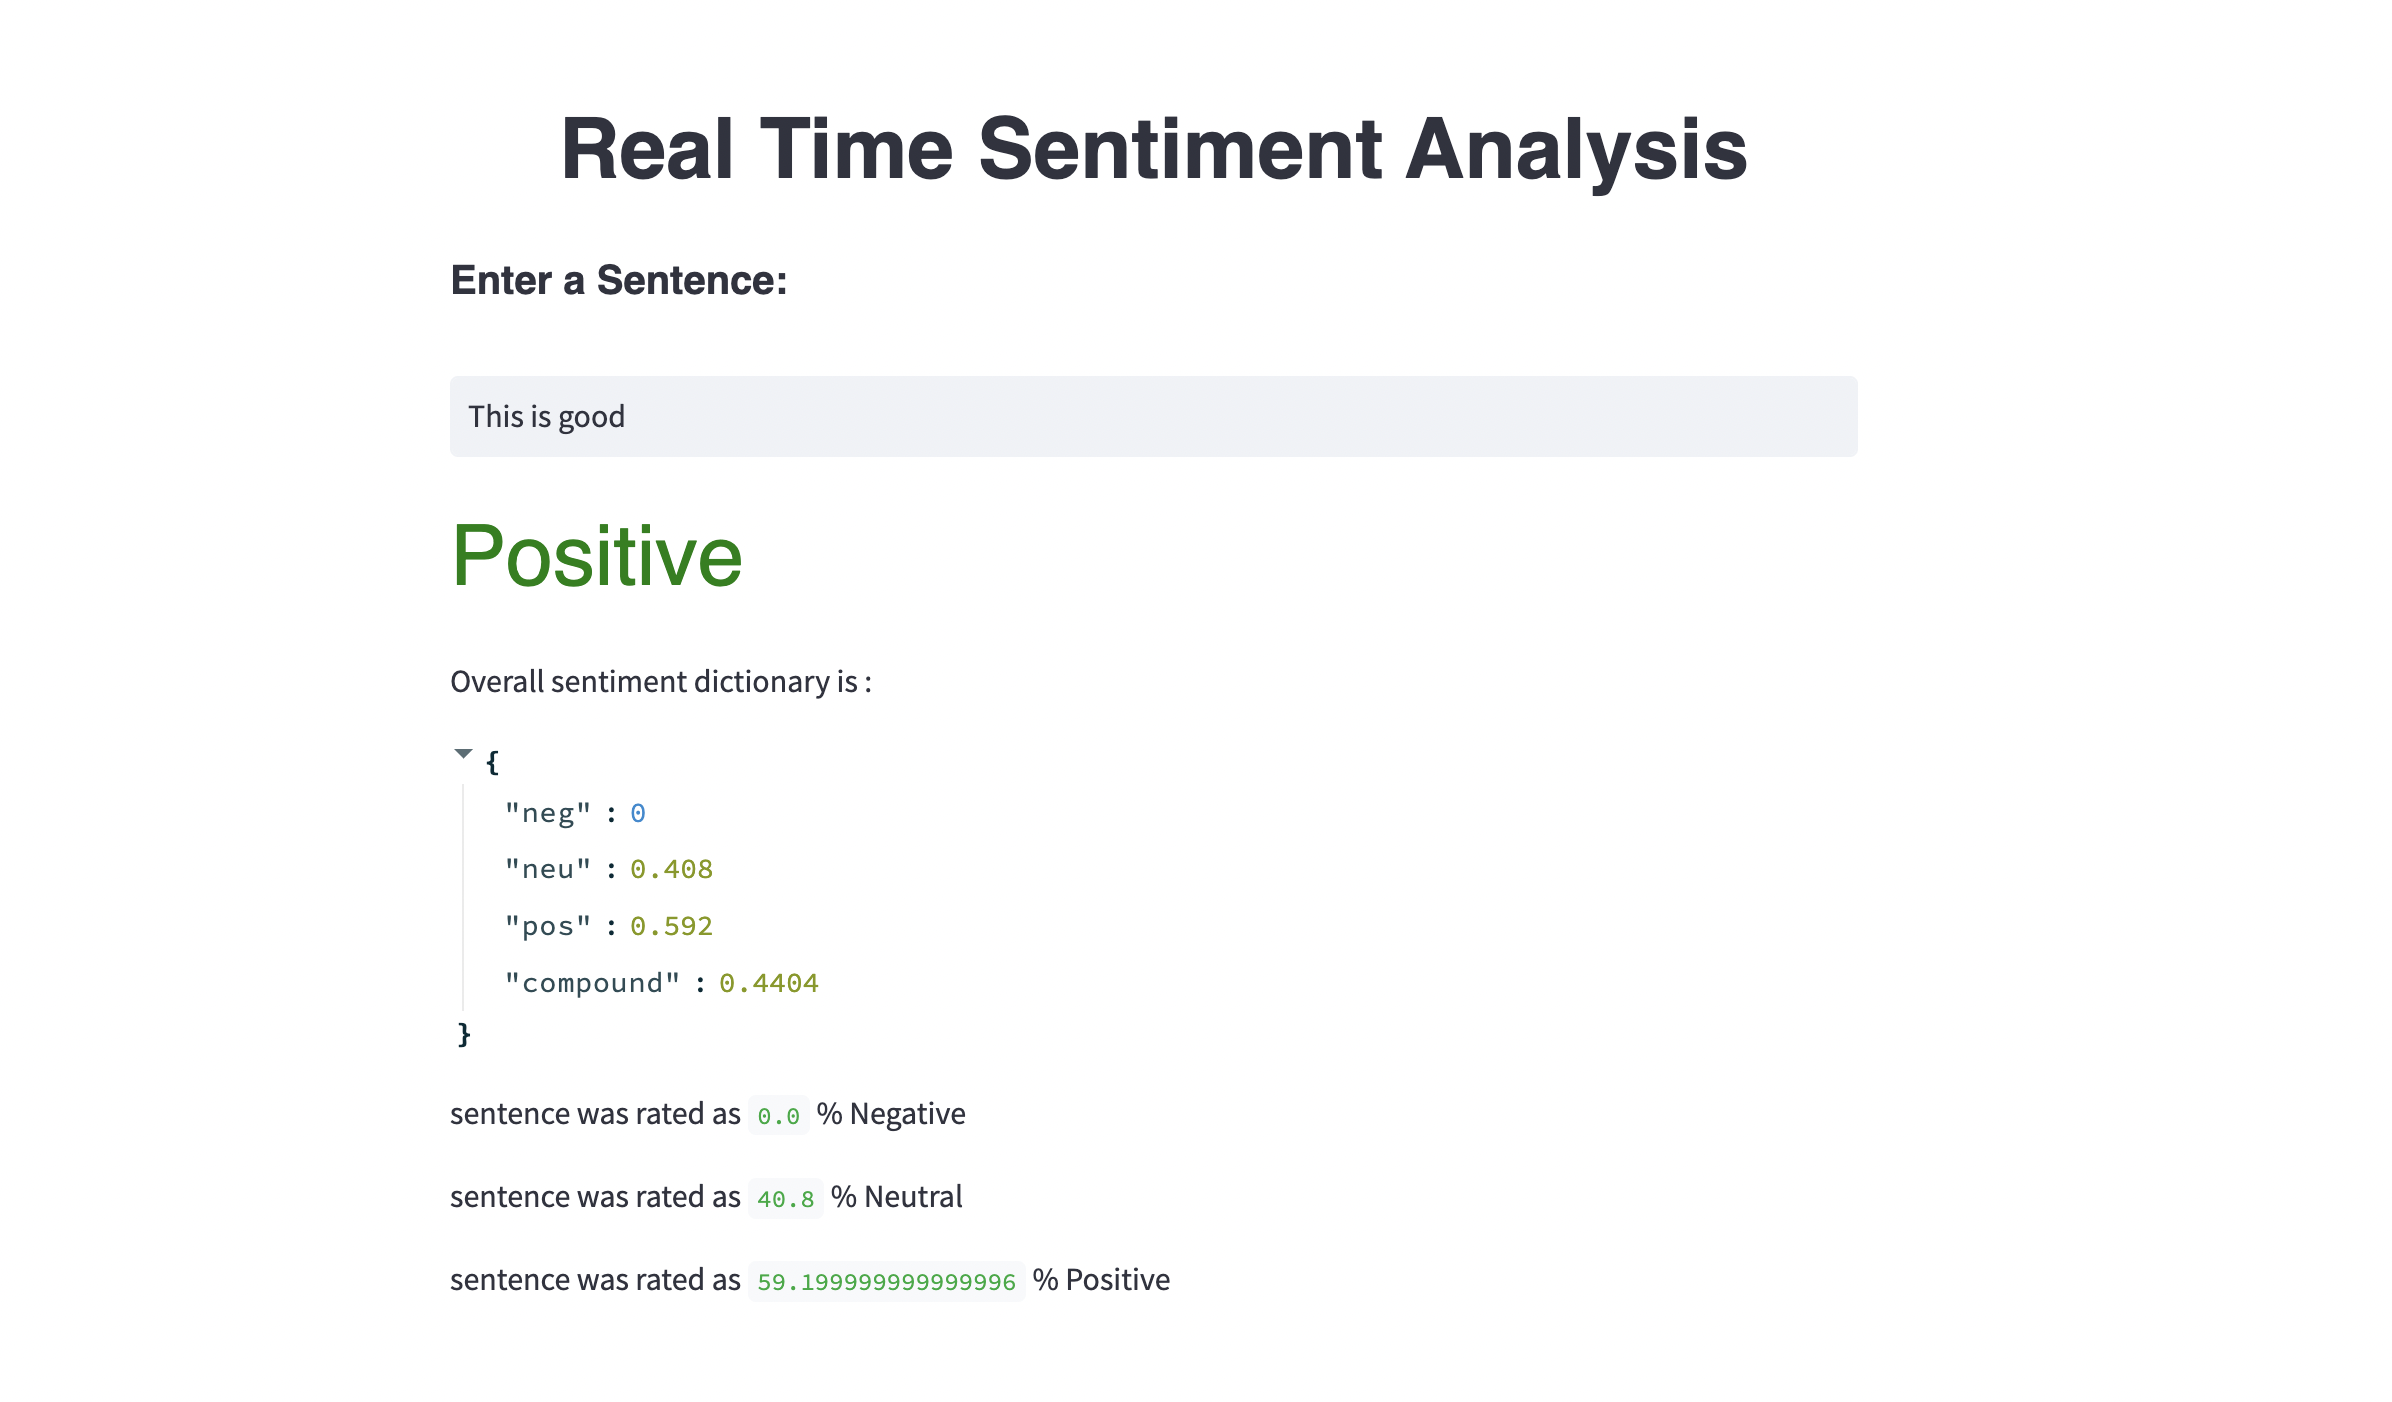 Real Time Sentiment Analysis
Enter a Sentence:
This is good
Positive
Overall sentiment dictionary is :
{
"neg" : 0
"neu" : 0.408
"pos" : 0.592
"compound" : 0.4404
}
sentence was rated as 0.0 % Negative
sentence was rated as 40.8 % Neutral
sentence was rated as 59.199999999999996 % Positive